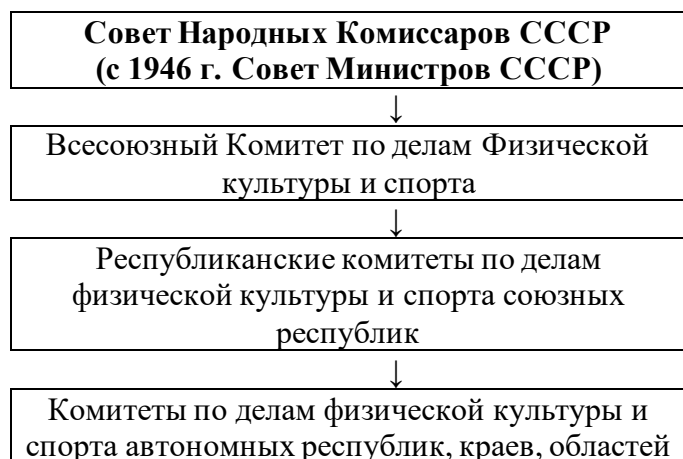 Совет Народных Комиссаров СССР
(с 1946 г. Совет Министров СССР)
↓
Всесоюзный Комитет по делам Физической
культуры и спорта
↓
Республиканские комитеты по делам
физической культуры и спорта союзных
республик
↓
Комитеты по делам физической культуры и
спорта автономных республик, краев, областей